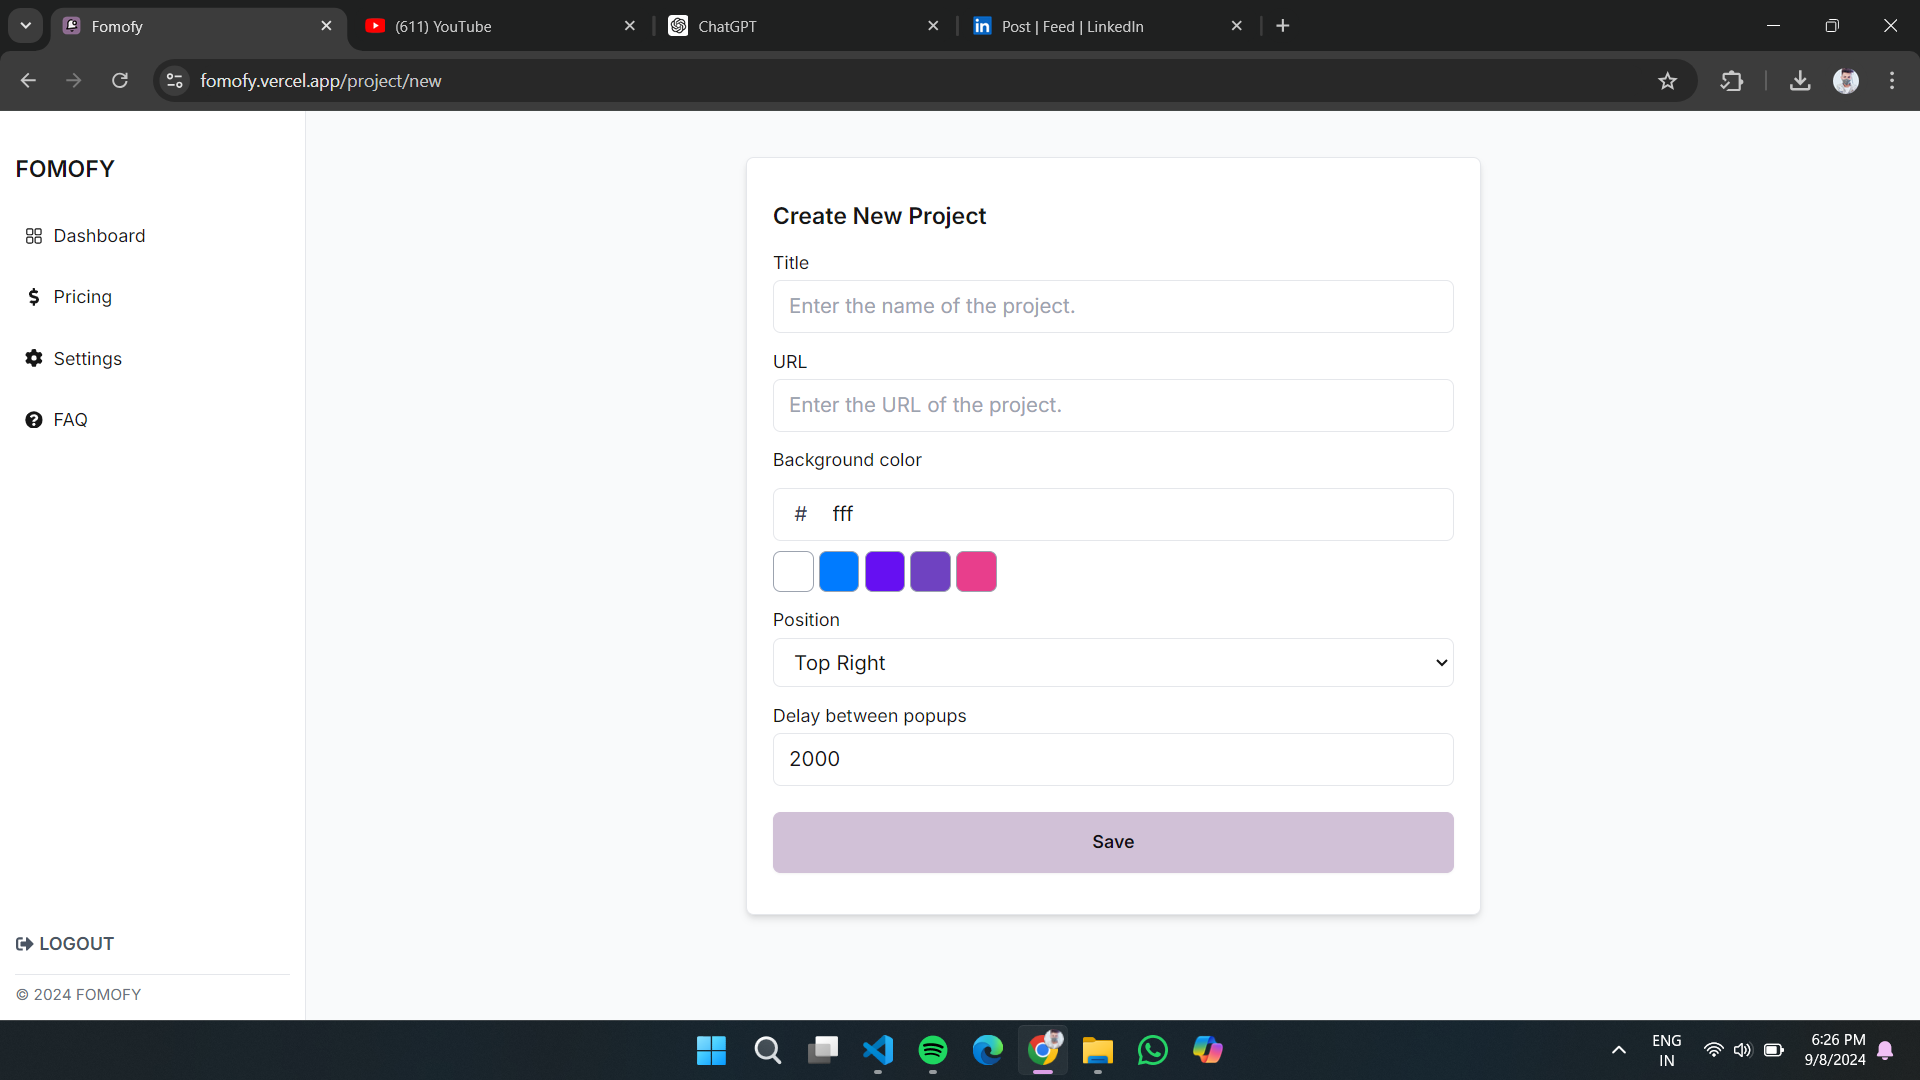 Fomofy
(611) YouTube
ChatGPT
Post | Feed | LinkedIn
fomofy.vercel.app/project/new
FOMOFY
Dashboard
Pricing
Settings
FAQ
LOGOUT
© 2024 FOMOFY
Create New Project
Title
Enter the name of the project.
URL
Enter the URL of the project.
Background color
# fff
Position
Top Right
Delay between popups
2000
Save
ENG
IN
6:26 PM
9/8/2024